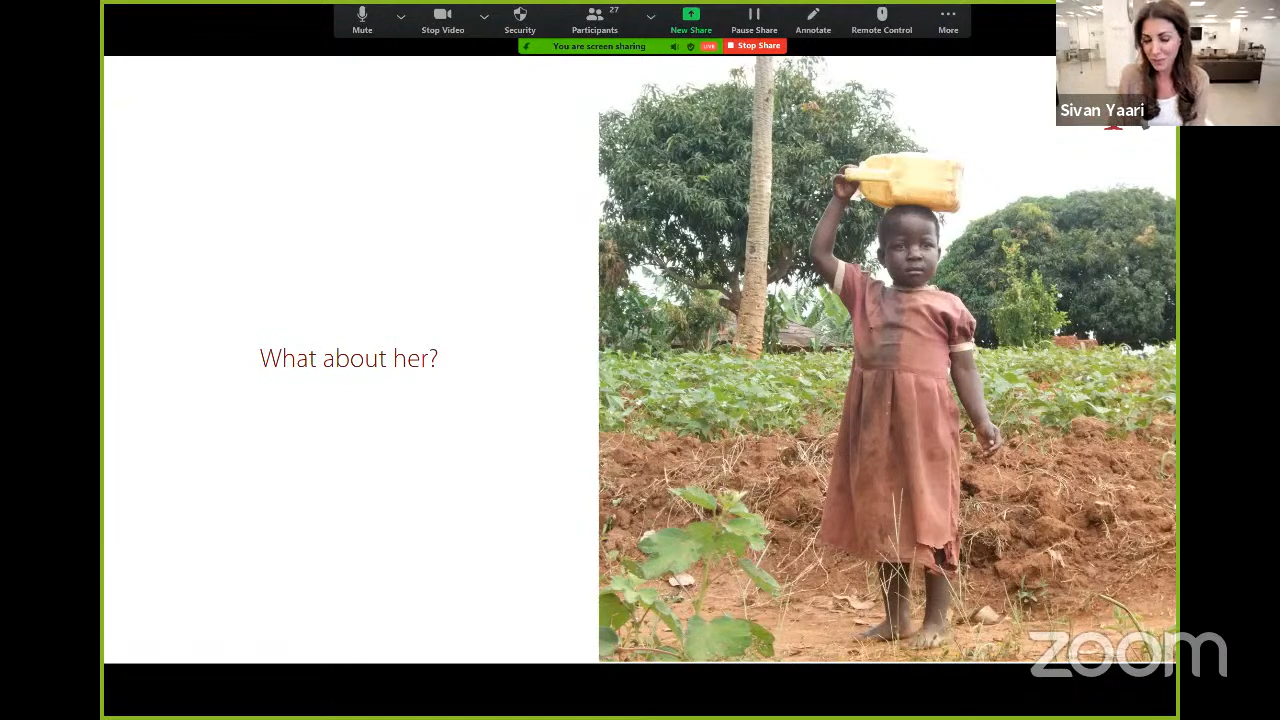 27
Mute
Stop Video
Security
Participants
New Share
Pause Share
Annotate
Remote Control
More
You are screen sharing
LIVE
Stop Share
Sivan Yaari
What about her?
zoom